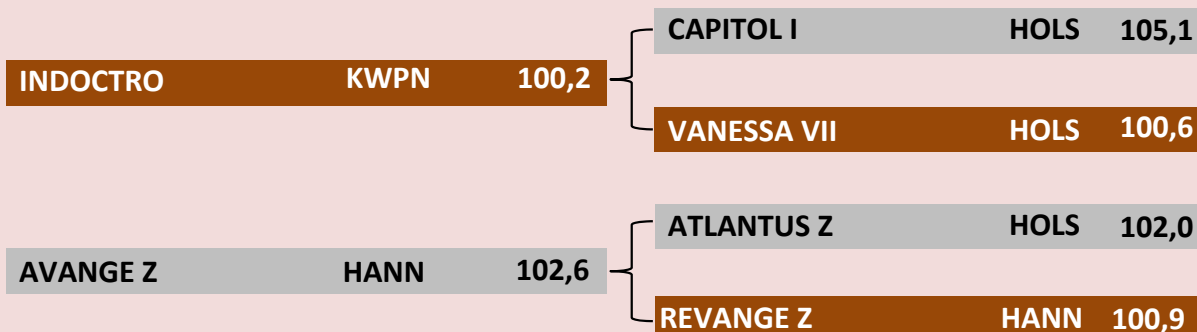 CAPITOL I HOLS 105,1
INDOCTRO KWPN 100,2
VANESSA VII HOLS 100,6
ATLANTUS Z HOLS 102,0
AVANGE Z HANN 102,6
REVANGE Z HANN 100,9